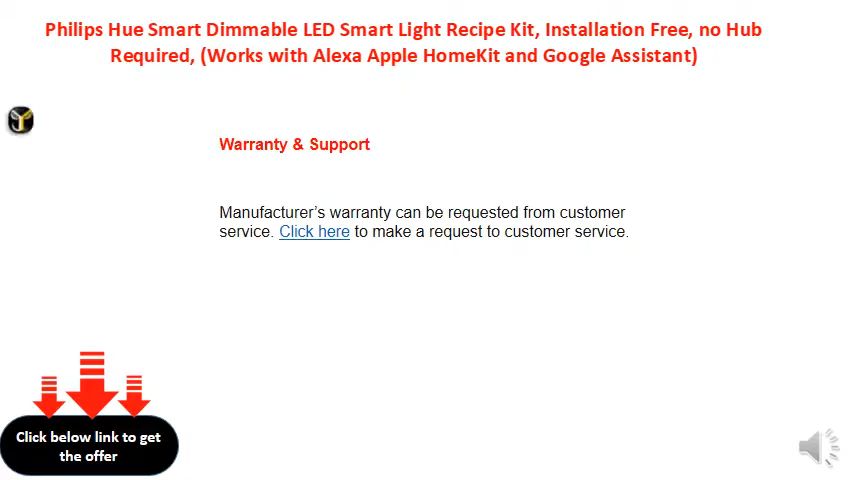 Philips Hue Smart Dimmable LED Smart Light Recipe Kit, Installation Free, no Hub
Required, (Works with Alexa Apple HomeKit and Google Assistant)
Warranty & Support
Manufacturer’s warranty can be requested from customer
service. Click here to make a request to customer service.
Click below link to get
the offer